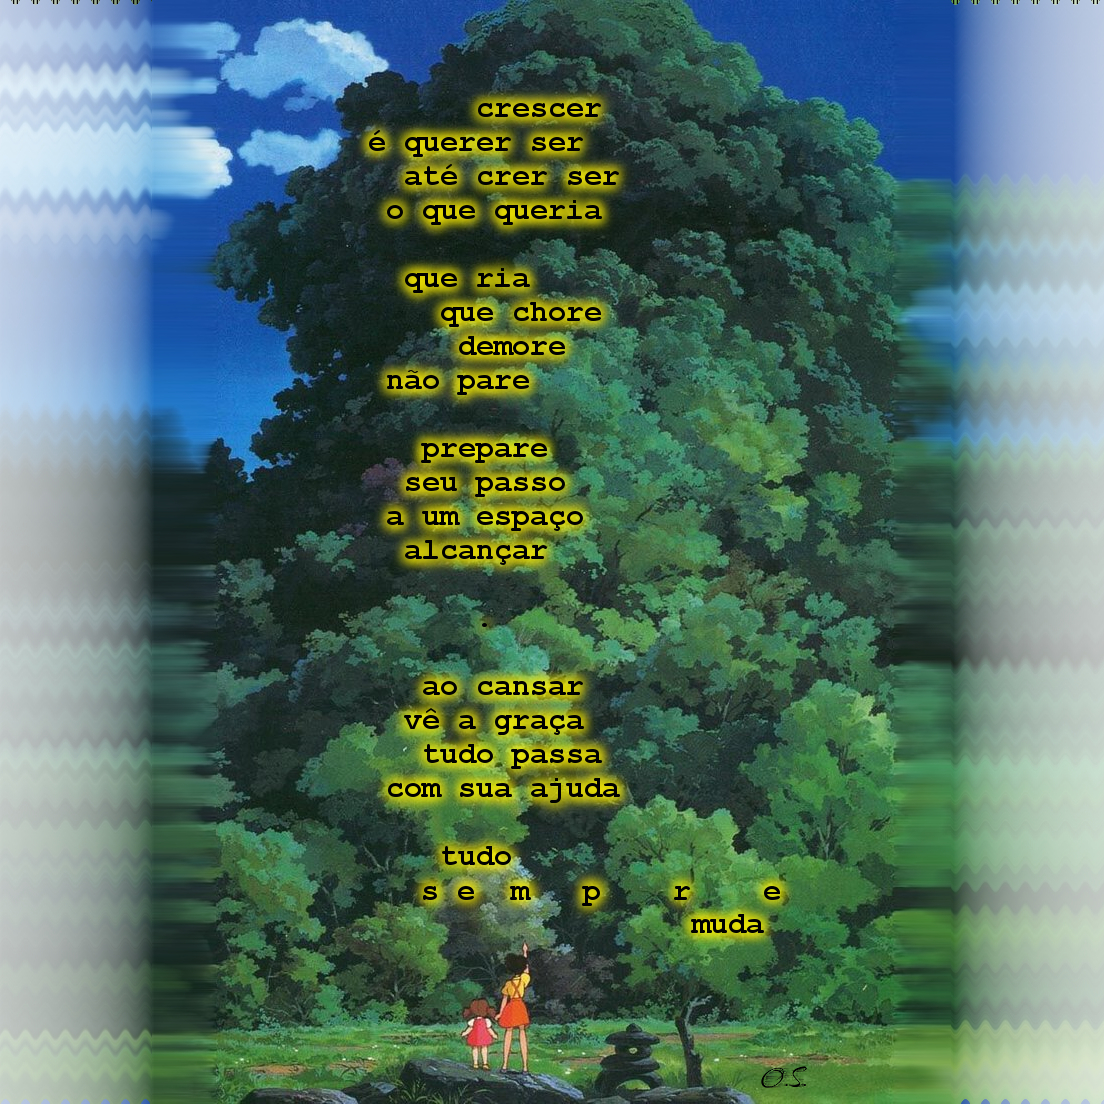 crescer
é querer ser
até crer ser
o que queria
que ria
que chore
demore
não pare
prepare
seu passo
a um espaço
alcançar
.
ao cansar
vê a graça
tudo passa
com sua ajuda
tudo
s e m p r e
muda
O.S.